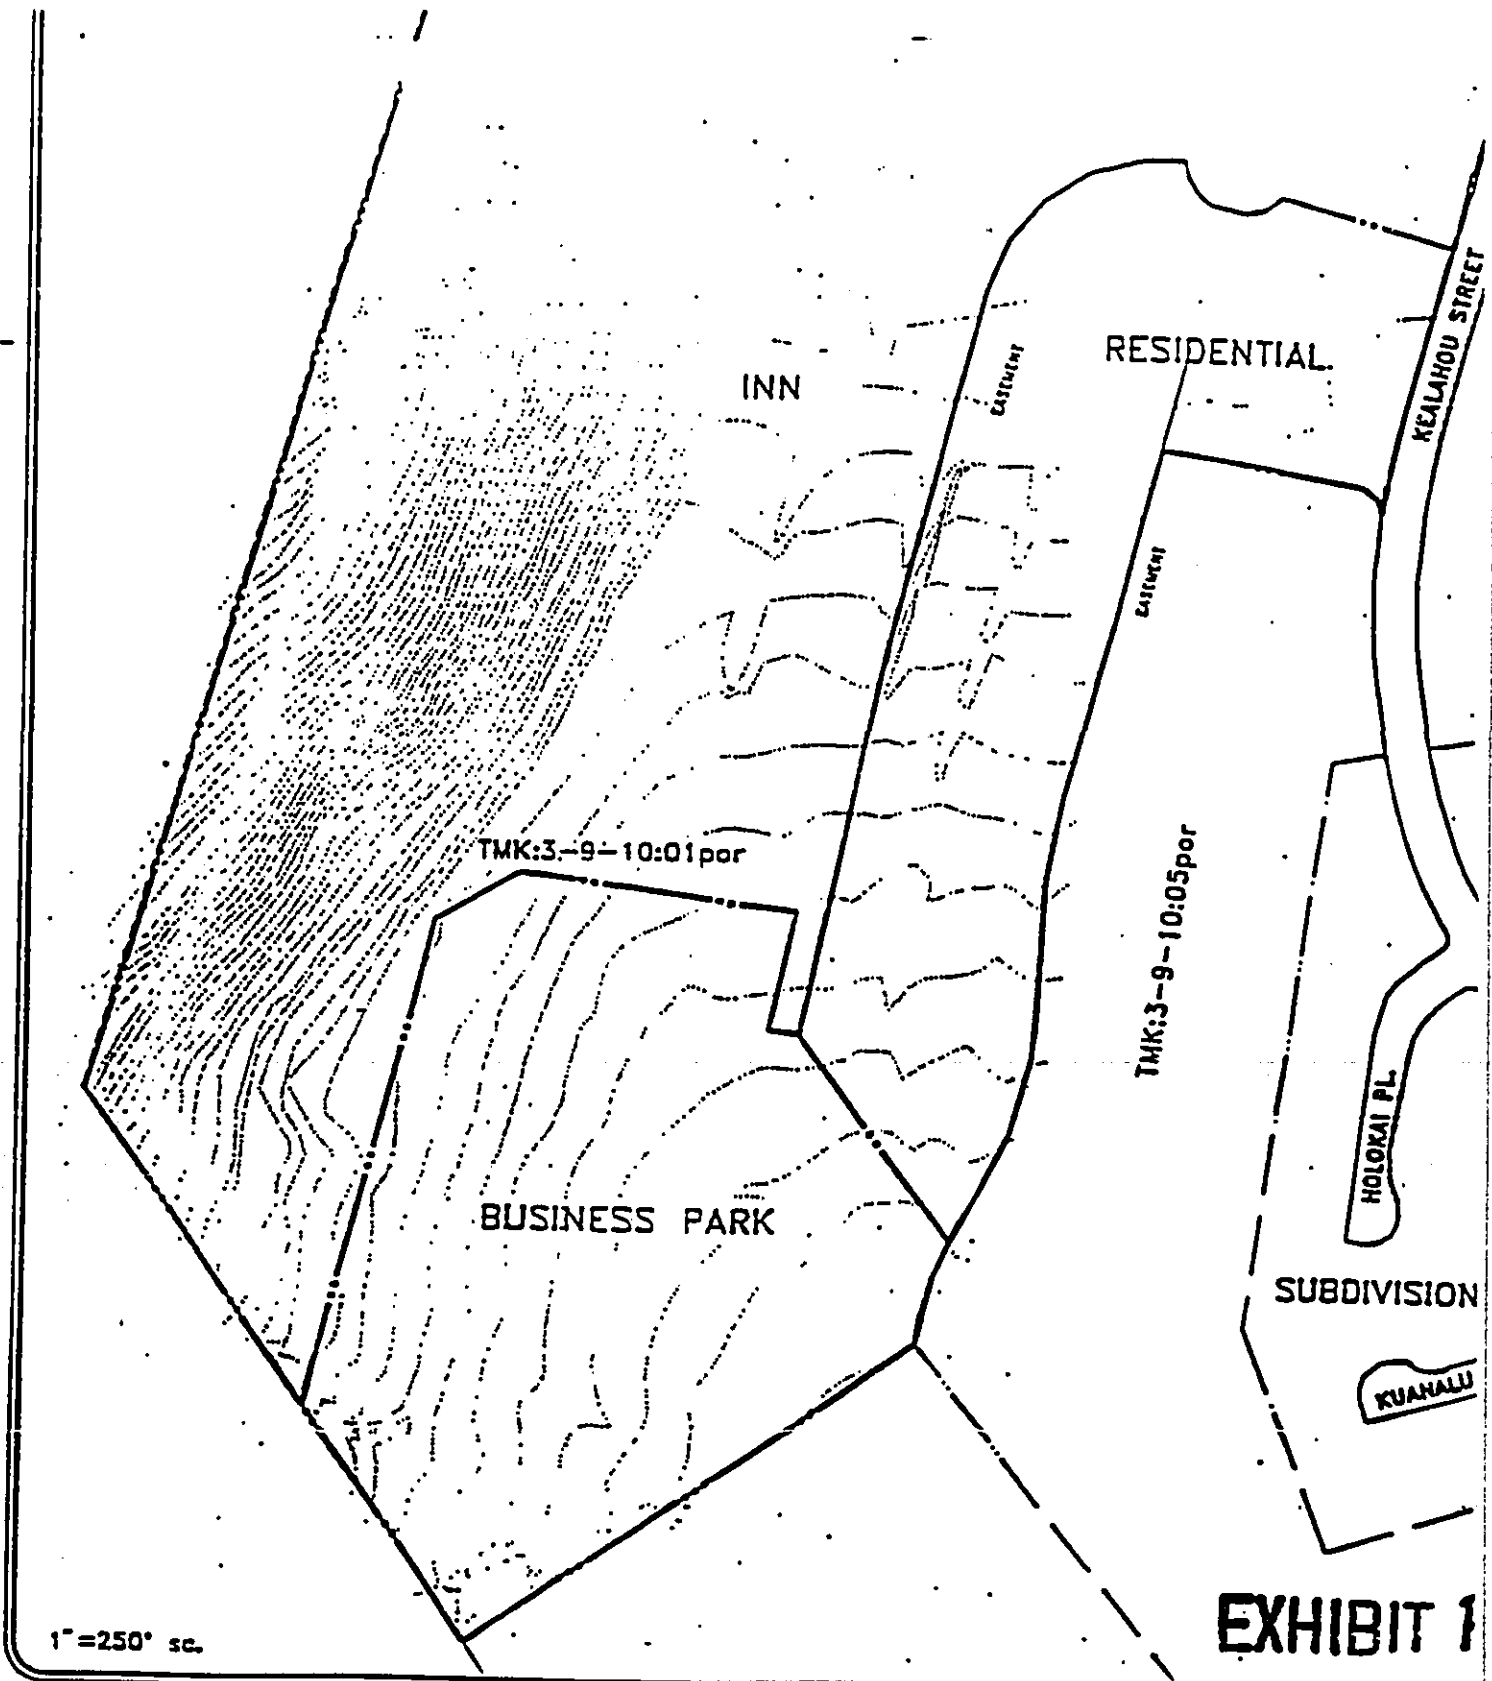 KEALAHOU STREET
RESIDENTIAL
EASEMENT
INN
EASEMENT
TMK:3-9-10:01por
TMK:3-9-10:05por
HOLOKAI PL.
BUSINESS PARK
SUBDIVISION
KUANALU
EXHIBIT 1
1"=250' sc.